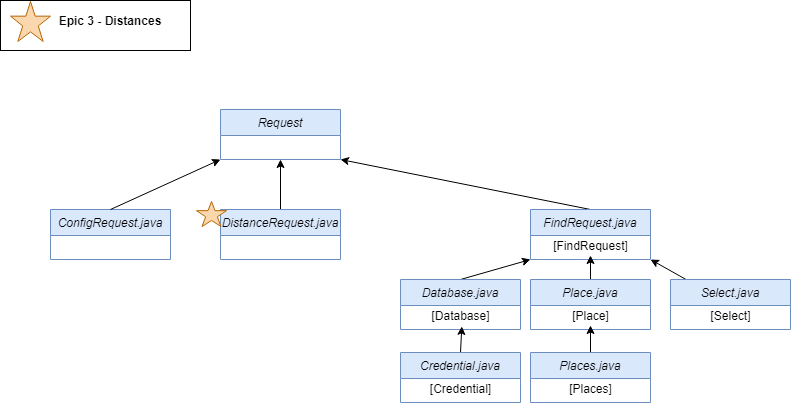 Epic 3 - Distances
Request
ConfigRequest.java
DistanceRequest.java
FindRequest.java
[FindRequest]
Database.java
[Database]
Place.java
[Place]
Select.java
[Select]
Credential.java
[Credential]
Places.java
[Places]